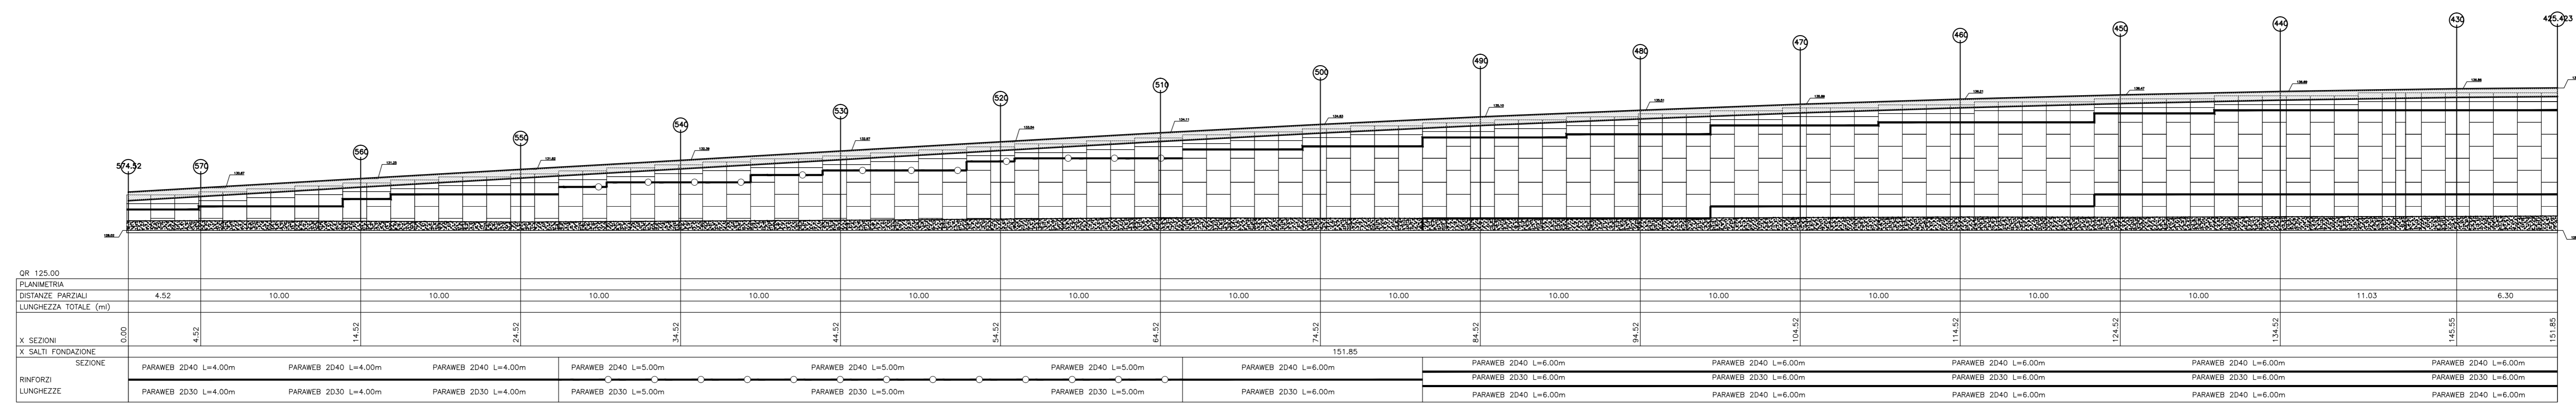 574.52 570 560 550 540 530 520 510 500 490 480 470 460 450 440 430 425.423
QR 125.00
PLANIMETRIA
DISTANZE PARZIALI 4.52 10.00 10.00 10.00 10.00 10.00 10.00 10.00 10.00 10.00 10.00 10.00 10.00 10.00 11.03 6.30
LUNGHEZZA TOTALE (ml)
X SEZIONI 0.00 4.52 14.52 24.52 34.52 44.52 54.52 64.52 74.52 84.52 94.52 104.52 114.52 124.52 134.52 145.55 151.85
X SALTI FONDAZIONE 151.85
SEZIONE PARAWEB 2D40 L=4.00m PARAWEB 2D40 L=4.00m PARAWEB 2D40 L=4.00m PARAWEB 2D40 L=5.00m PARAWEB 2D40 L=5.00m PARAWEB 2D40 L=5.00m PARAWEB 2D40 L=6.00m PARAWEB 2D40 L=6.00m PARAWEB 2D40 L=6.00m PARAWEB 2D40 L=6.00m PARAWEB 2D40 L=6.00m PARAWEB 2D40 L=6.00m
RINFORZI PARAWEB 2D30 L=6.00m PARAWEB 2D30 L=6.00m PARAWEB 2D30 L=6.00m PARAWEB 2D30 L=6.00m PARAWEB 2D30 L=6.00m
LUNGHEZZE PARAWEB 2D30 L=4.00m PARAWEB 2D30 L=4.00m PARAWEB 2D30 L=4.00m PARAWEB 2D30 L=5.00m PARAWEB 2D30 L=5.00m PARAWEB 2D30 L=5.00m PARAWEB 2D30 L=6.00m PARAWEB 2D40 L=6.00m PARAWEB 2D40 L=6.00m PARAWEB 2D40 L=6.00m PARAWEB 2D40 L=6.00m PARAWEB 2D40 L=6.00m